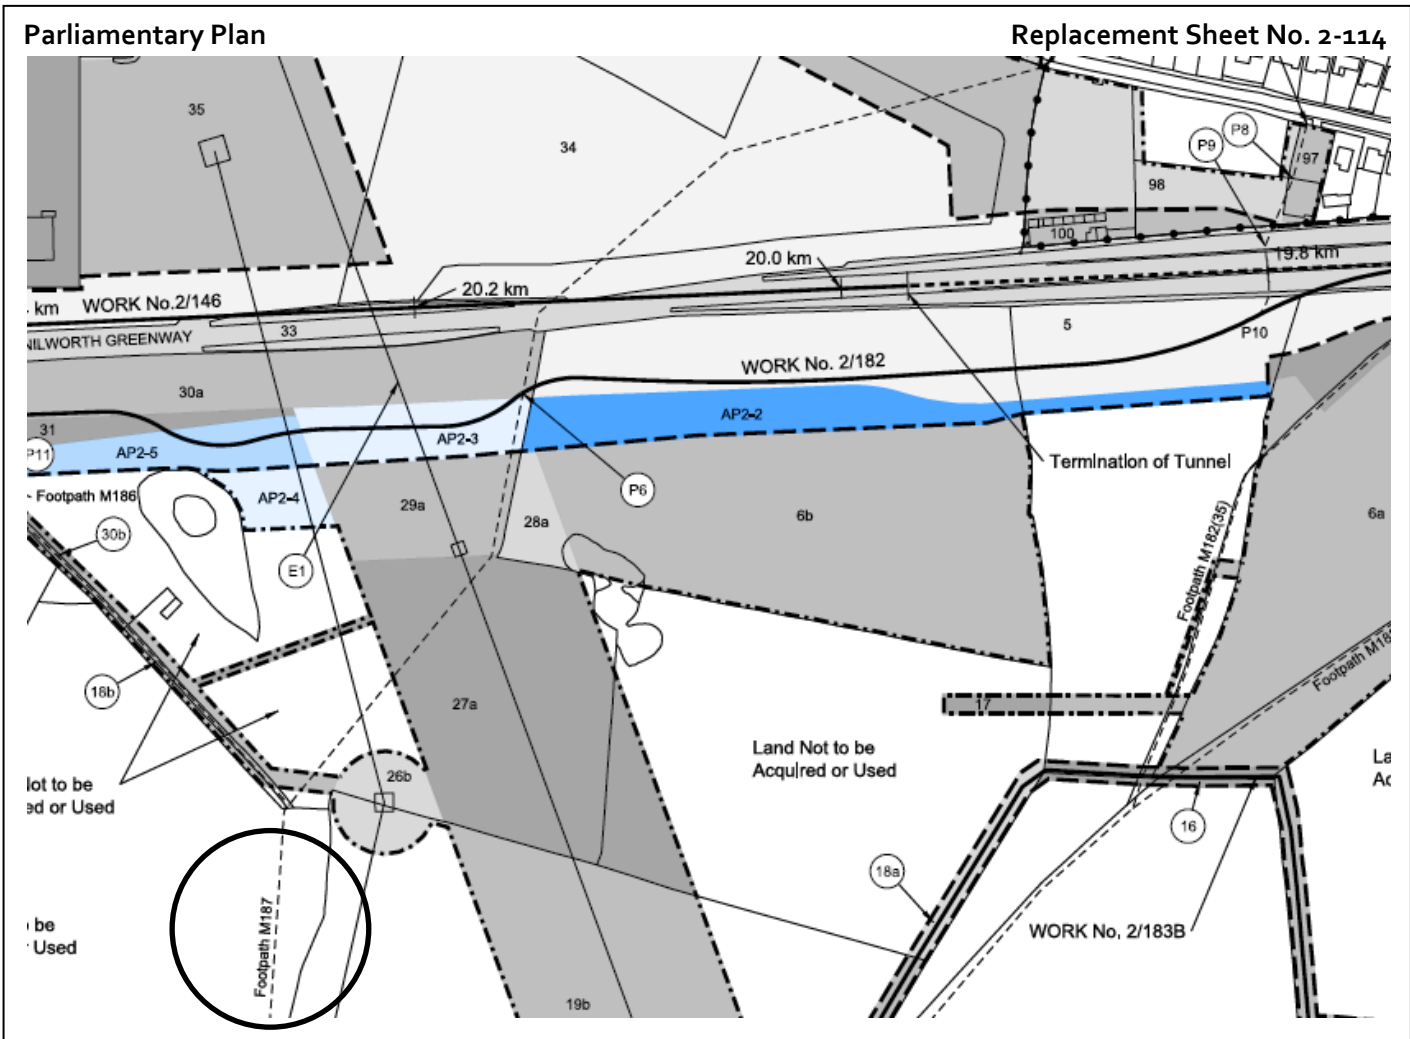 Parliamentary Plan
Replacement Sheet No. 2-114
35
34
P8
P9
97
98
100
19.8 km
20.0 km
20.2 km
km
WORK No.2/146
33
NILWORTH GREENWAY
5
P10
WORK No. 2/182
30a
31
AP2-2
AP2-3
P11
AP2-5
Termination of Tunnel
AP2-4
Footpath M186
P6
29a
28a
6b
6a
30b
E1
Footpath M182(35)
Footpath M18
18b
27a
17
Land Not to be
Acquired or Used
La
Ac
26b
Not to be
ed or Used
16
18a
Footpath M187
be
Used
WORK No. 2/183B
19b